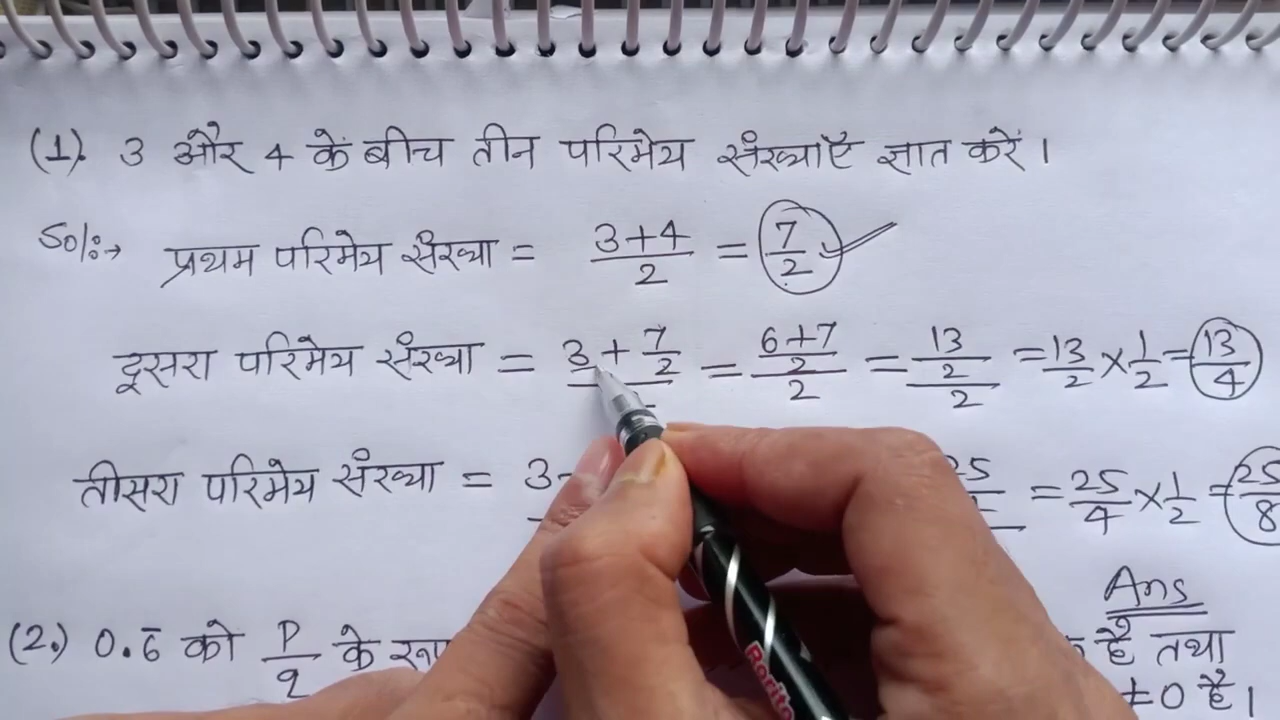 (1). 3 और 4 के बीच तीन परिमेय संख्याएँ ज्ञात करें।
Sol:→ प्रथम परिमेय संख्या = (3+4)/2 = 7/2 ✓
दूसरा परिमेय संख्या = (3 + 7/2)/2 = ((6+7)/2)/2 = (13/2)/2 = 13/2 × 1/2 = 13/4
तीसरा परिमेय संख्या = 3 = 25/4 × 1/2 = 25/8
Ans
(2.) 0.6̄ को p/q के है तथा
≠0 है।
Rorito